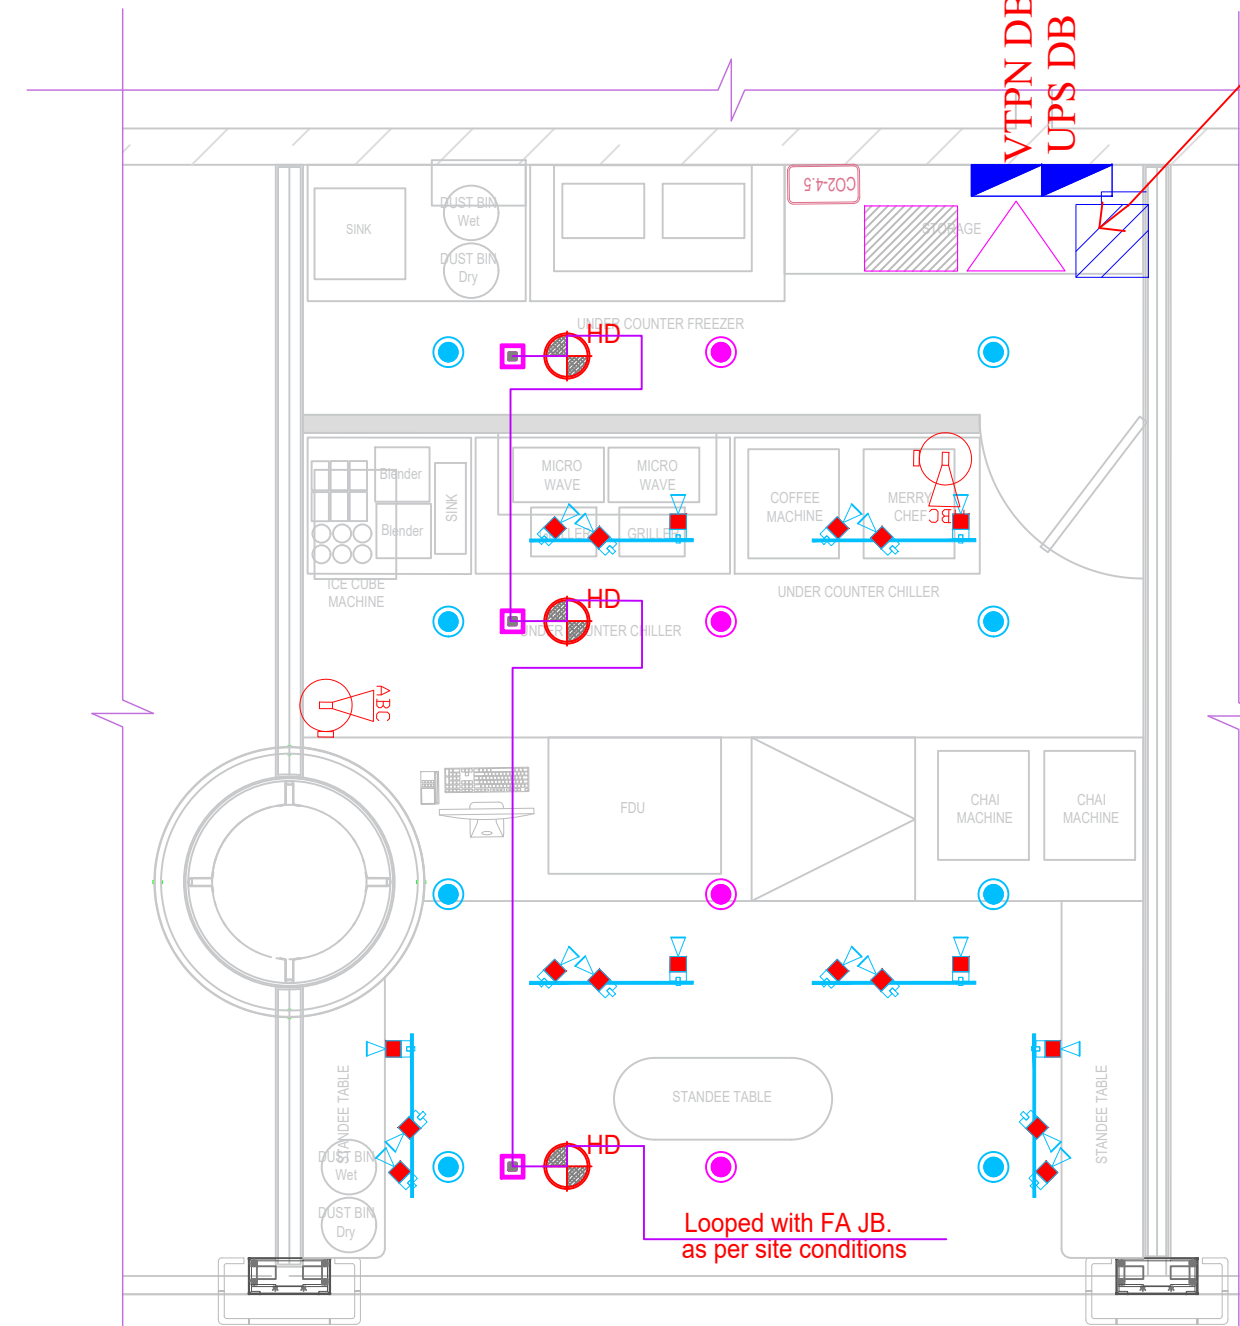 VTPN DB
UPS DB
CO2-4.5
SINK
DUST BIN
Wet
DUST BIN
Dry
STORAGE
UNDER COUNTER FREEZER
HD
Blender
Blender
SINK
MICRO
WAVE
MICRO
WAVE
GRILLER
COFFEE
MACHINE
MERRY
CHEF
ABC
ICE CUBE
MACHINE
UNDER COUNTER CHILLER
HD
UNDER COUNTER CHILLER
ABC
FDU
CHAI
MACHINE
CHAI
MACHINE
STANDEE TABLE
STANDEE TABLE
STANDEE TABLE
HD
DUST BIN
Wet
DUST BIN
Dry
Looped with FA JB.
as per site conditions